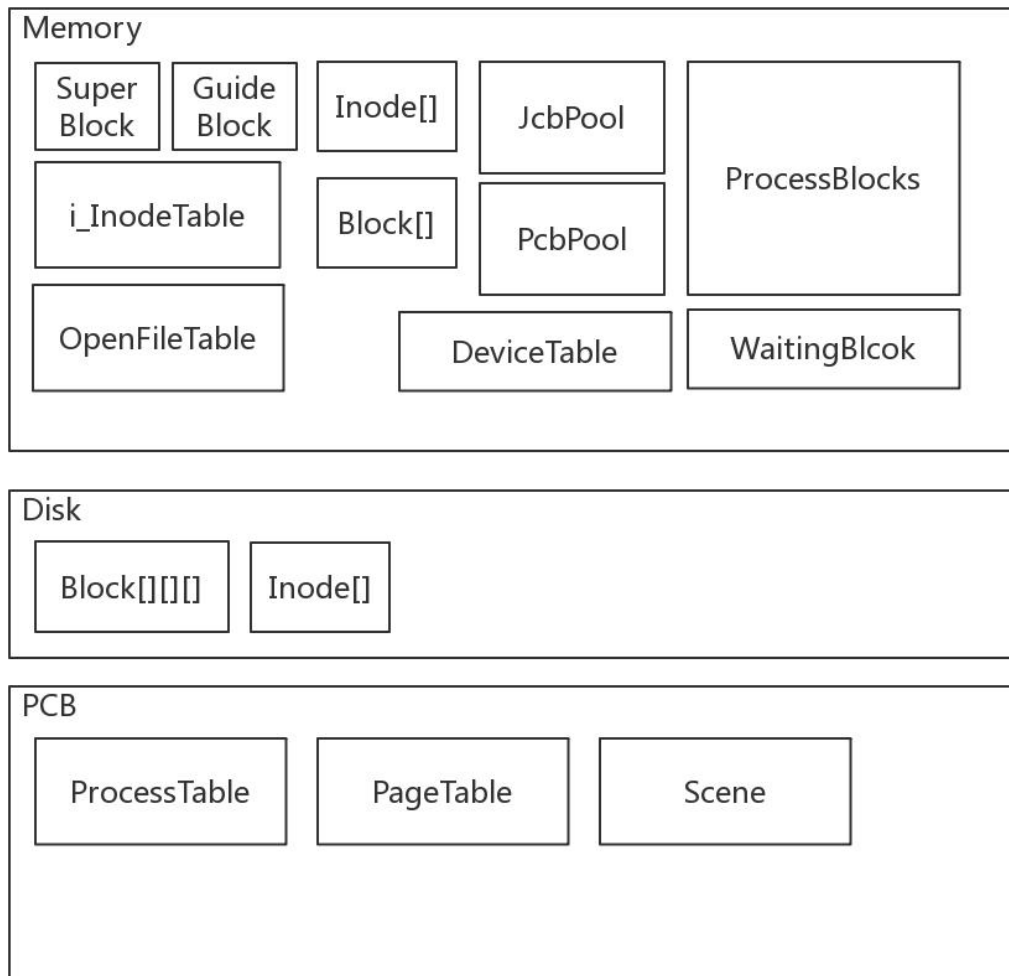 Memory
Super
Block
Guide
Block
Inode[]
JcbPool
ProcessBlocks
i_InodeTable
Block[]
PcbPool
OpenFileTable
DeviceTable
WaitingBlcok
Disk
Block[][][]
Inode[]
PCB
ProcessTable
PageTable
Scene